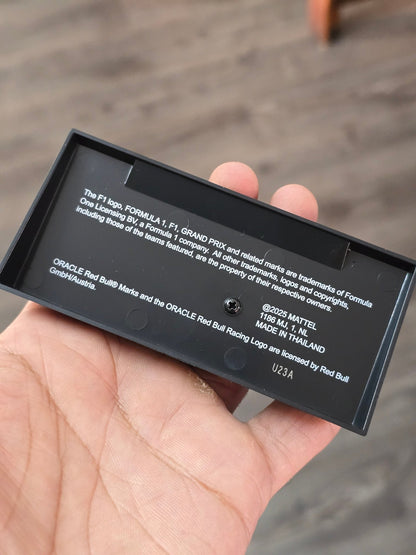 The F1 logo, FORMULA 1, F1, GRAND PRIX and related marks are trademarks of Formula
One Licensing BV, a Formula 1 company. All other trademarks, logos and copyrights,
including those of the teams featured, are the property of their respective owners.
@2025 MATTEL
1186 MJ, 1, NL
MADE IN THAILAND
ORACLE Red Bull® Marks and the ORACLE Red Bull Racing Logo are licensed by Red Bull
GmbH/Austria.
U23A